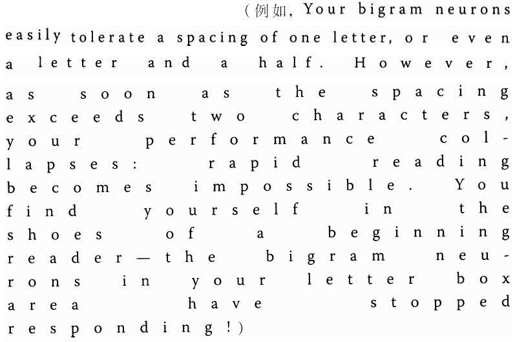 （例如，Your bigram neurons
easily tolerate a spacing of one letter, or even
a letter and a half. However,
as soon as the spacing
exceeds two characters,
your performance col-
lapses: rapid reading
becomes impossible. You
find yourself in the
shoes of a beginning
reader—the bigram neu-
rons in your letter box
area have stopped
responding!）